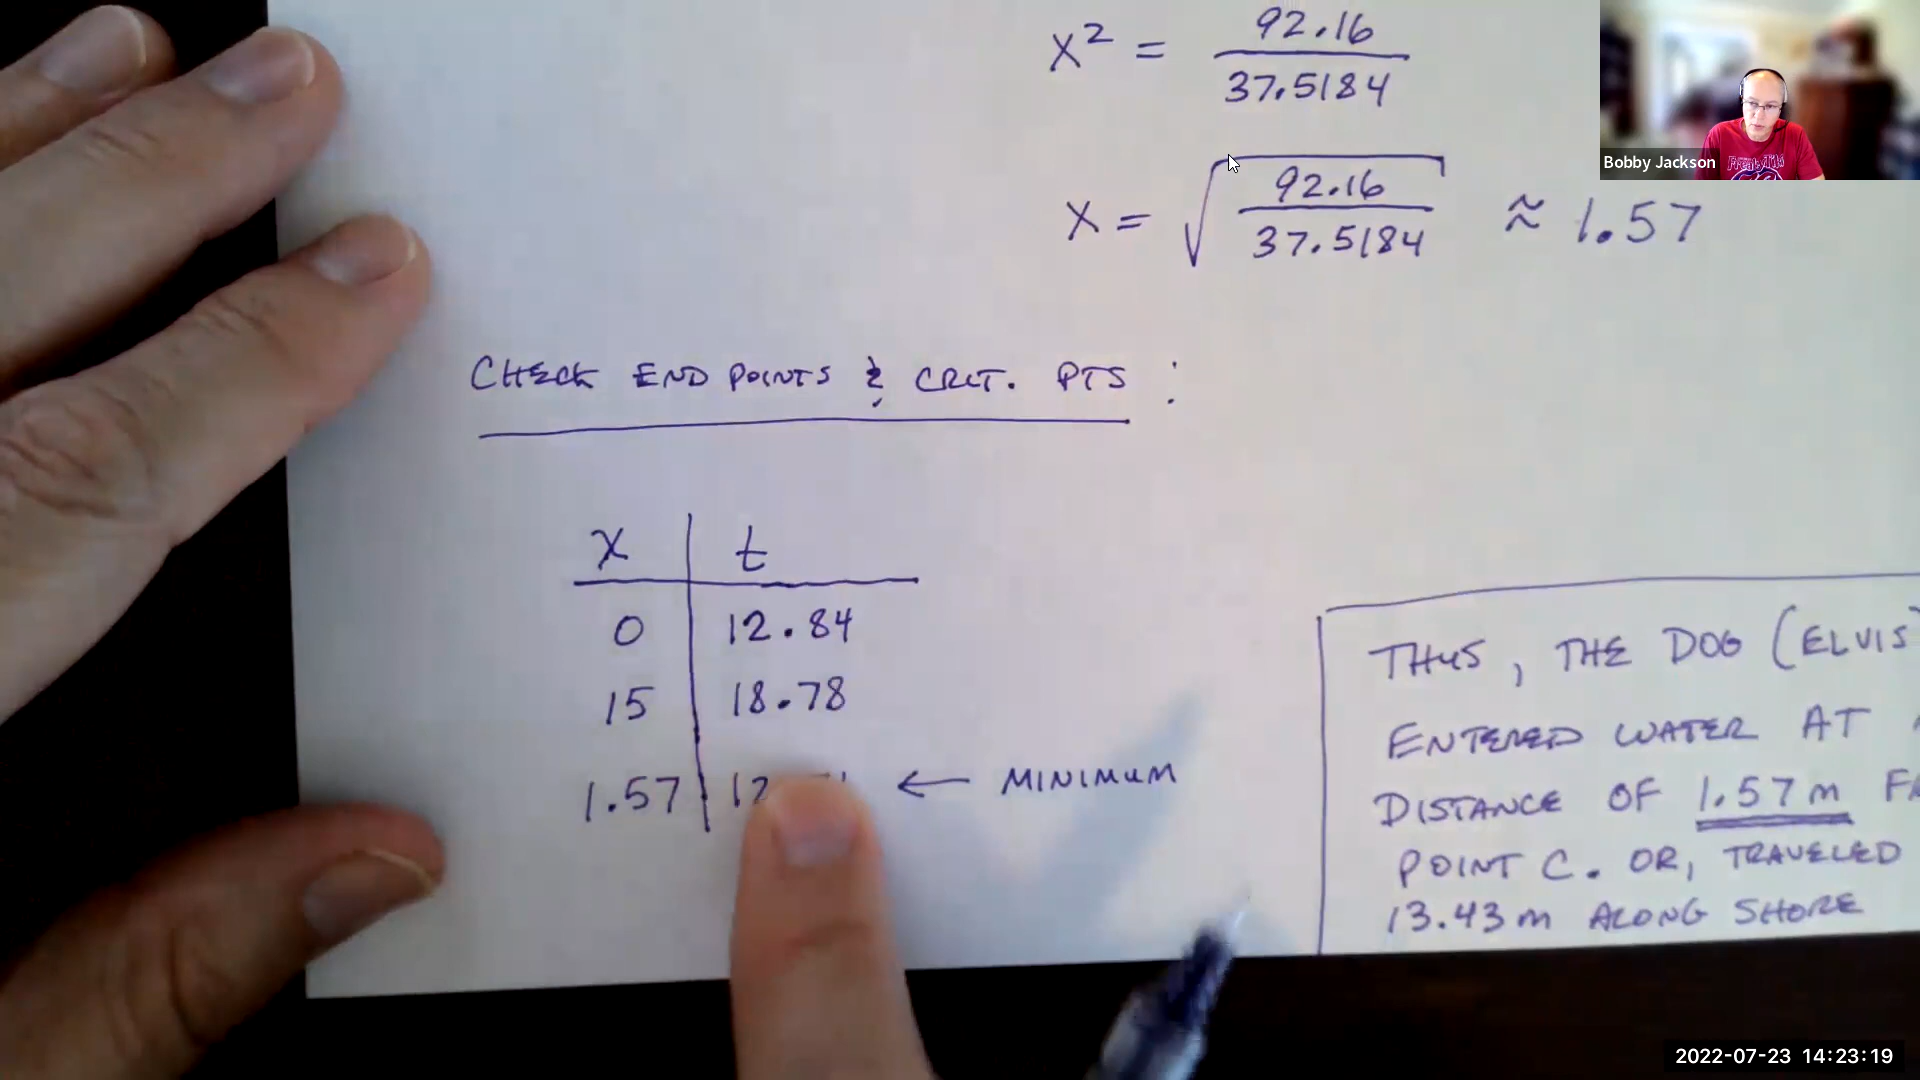 x² = 92.16 / 37.5184
x = √(92.16 / 37.5184) ≈ 1.57
Bobby Jackson
CHECK END POINTS & CRIT. PTS :
x | t
0 | 12.84
15 | 18.78
1.57 | ← MINIMUM
THUS, THE DOG (ELVIS)
ENTERED WATER AT
DISTANCE OF 1.57 m
POINT C. OR, TRAVELED
13.43 m ALONG SHORE
2022-07-23 14:23:19